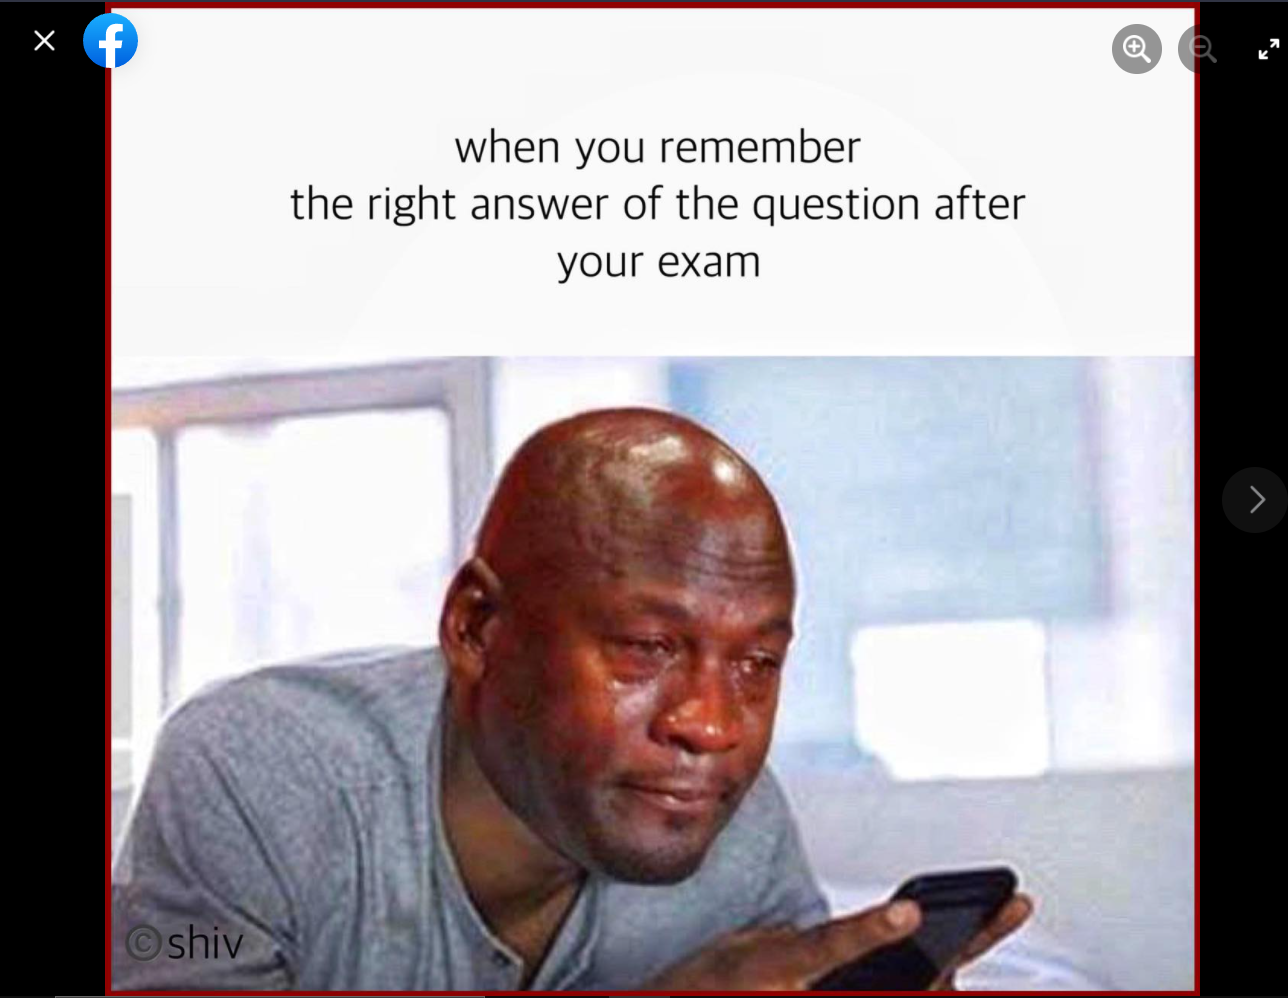 when you remember
the right answer of the question after
your exam
©shiv